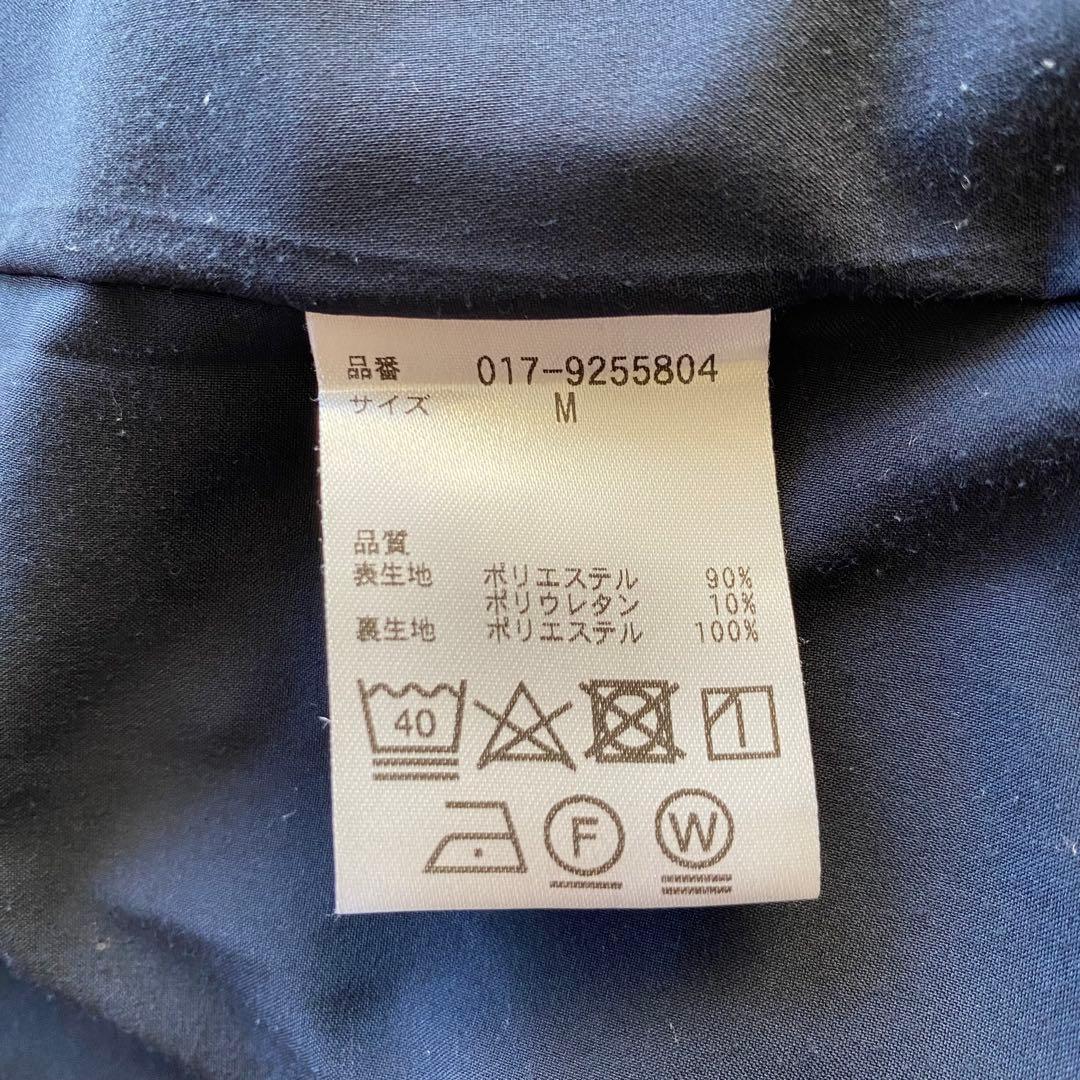 品番 017-9255804
サイズ M
品質
表生地 ポリエステル 90%
ポリウレタン 10%
裏生地 ポリエステル 100%
40
F W